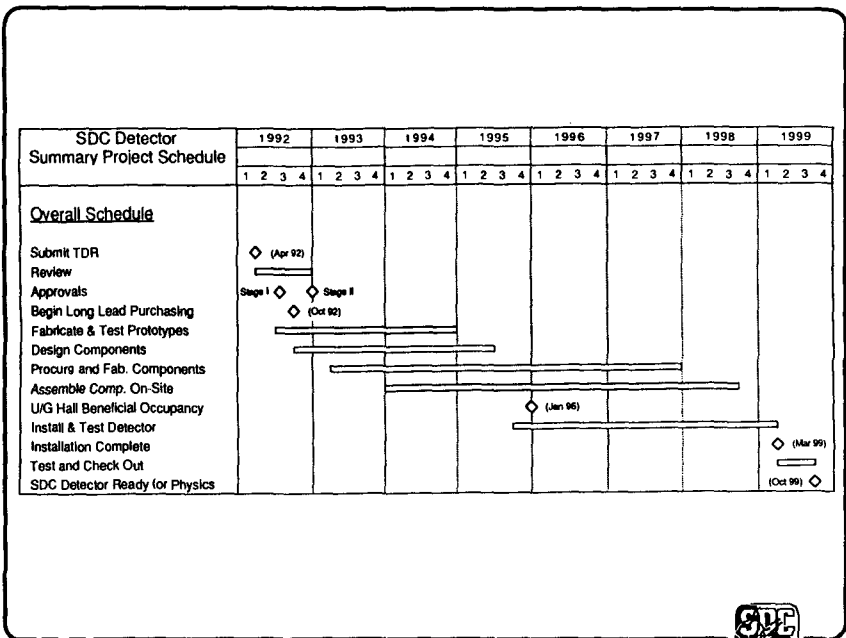 SDC Detector
Summary Project Schedule
1992 1993 1994 1995 1996 1997 1998 1999
1 2 3 4 1 2 3 4 1 2 3 4 1 2 3 4 1 2 3 4 1 2 3 4 1 2 3 4 1 2 3 4
Overall Schedule
Submit TDR (Apr 92)
Review
Approvals Stage I Stage II
Begin Long Lead Purchasing (Oct 92)
Fabricate & Test Prototypes
Design Components
Procure and Fab. Components
Assemble Comp. On-Site
U/G Hall Beneficial Occupancy (Jan 96)
Install & Test Detector
Installation Complete (Mar 99)
Test and Check Out
SDC Detector Ready for Physics (Oct 99)
SDC